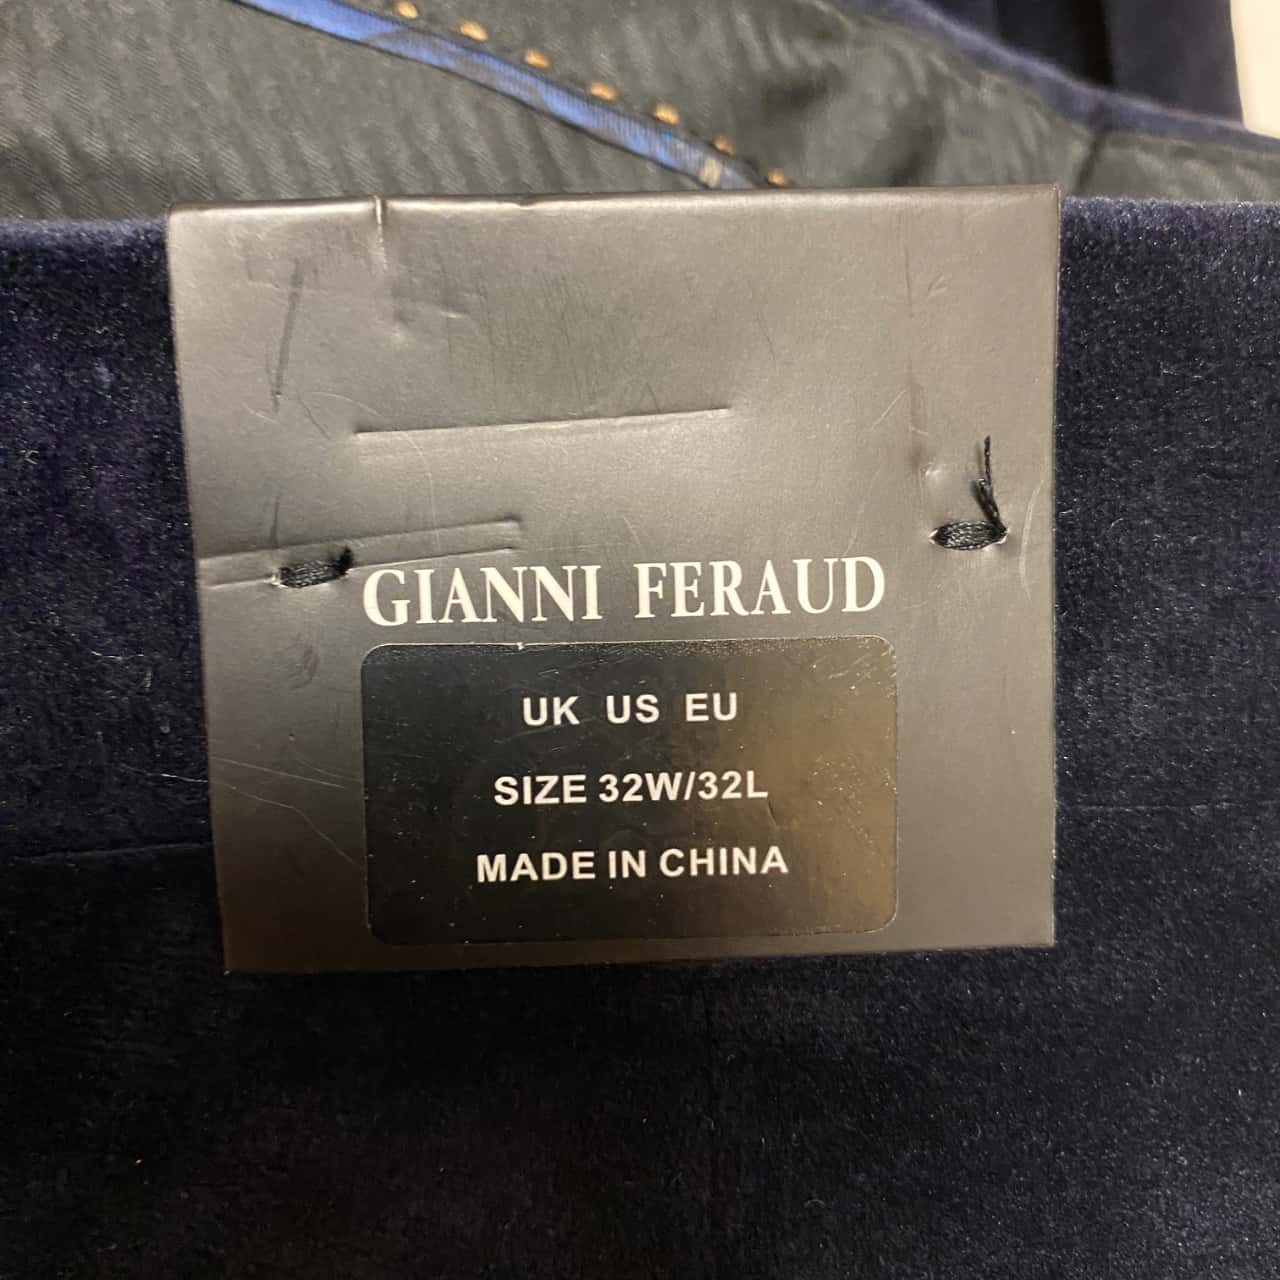 GIANNI FERAUD
UK US EU
SIZE 32W/32L
MADE IN CHINA